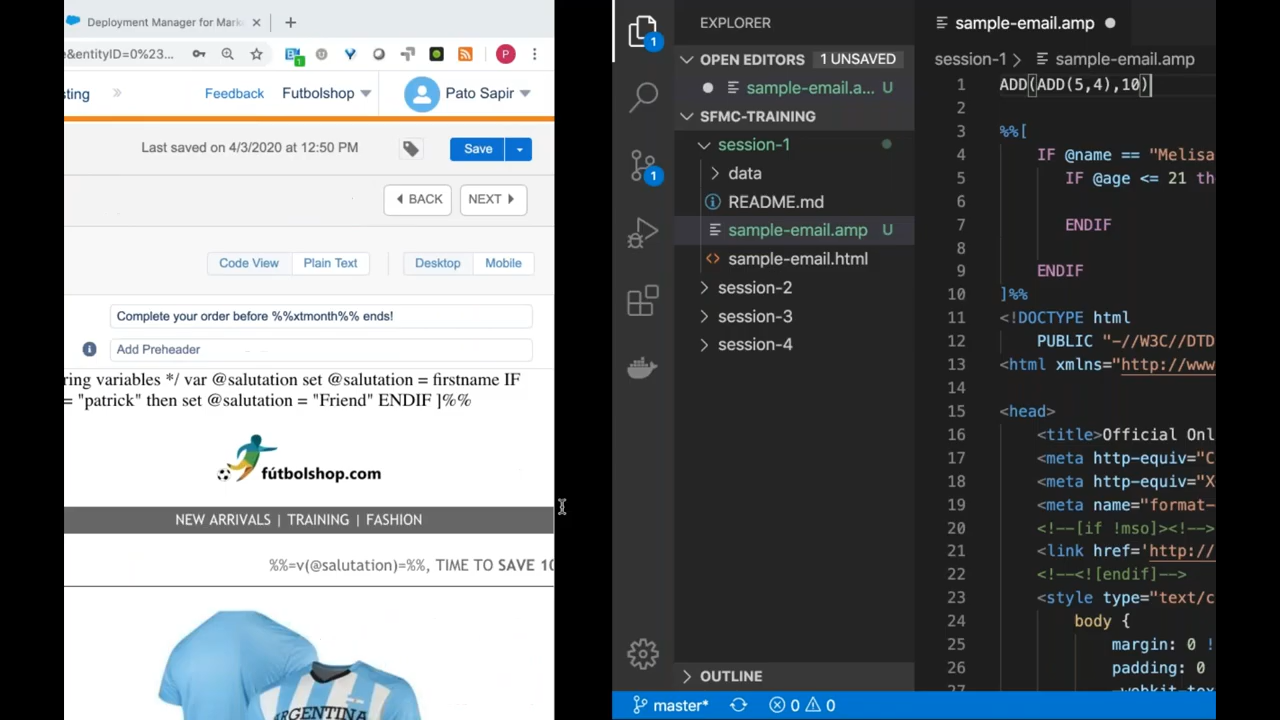 Deployment Manager for Mark
e&entityID=0%23...
1
P
sting
»
Feedback
Futbolshop
Pato Sapir
Last saved on 4/3/2020 at 12:50 PM
Save
BACK
NEXT
Code View
Plain Text
Desktop
Mobile
Complete your order before %%xtmonth%% ends!
Add Preheader
ring variables */ var @salutation set @salutation = firstname IF
= "patrick" then set @salutation = "Friend" ENDIF ]%%
fútbolshop.com
NEW ARRIVALS | TRAINING | FASHION
%%=v(@salutation)=%%, TIME TO SAVE 10
ARGENTINA
1
1
EXPLORER
OPEN EDITORS 1 UNSAVED
sample-email.a... U
SFMC-TRAINING
session-1
data
README.md
sample-email.amp U
sample-email.html
session-2
session-3
session-4
OUTLINE
sample-email.amp
session-1 > sample-email.amp
1 ADD(ADD(5,4),10)
2
3 %%[
4 IF @name == "Melisa
5 IF @age <= 21 th
6
7 ENDIF
8
9 ENDIF
10 ]%%
11 <!DOCTYPE html
12 PUBLIC "-//W3C//DTD
13 <html xmlns="http://www
14
15 <head>
16 <title>Official Onl
17 <meta http-equiv="C
18 <meta http-equiv="X
19 <meta name="format-
20 <!--[if !mso]><!-->
21 <link href='http://
22 <!--<![endif]-->
23 <style type="text/c
24 body {
25 margin: 0 !
26 padding: 0
27 -webkit-tex
master* 0 0